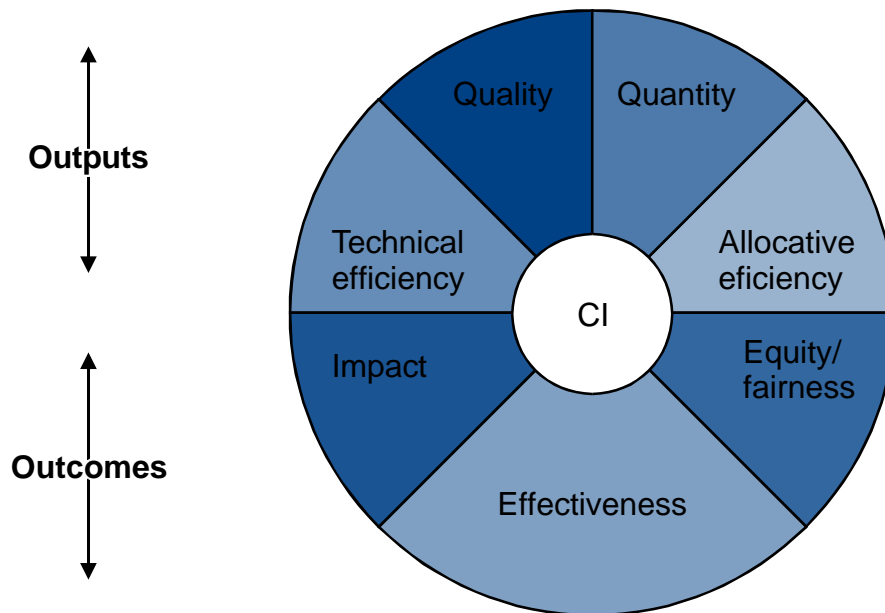 Quality
Quantity
Outputs
Technical
efficiency
Allocative
eficiency
CI
Impact
Equity/
fairness
Outcomes
Effectiveness